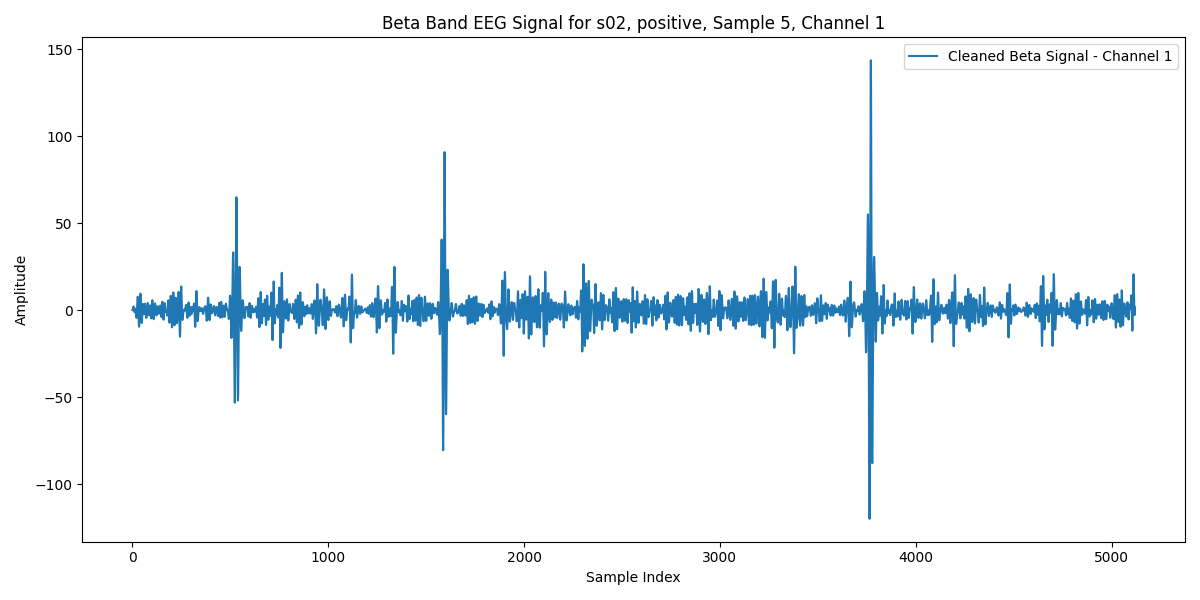 Beta Band EEG Signal for s02, positive, Sample 5, Channel 1
Cleaned Beta Signal - Channel 1
Amplitude
150
100
50
0
−50
−100
0 1000 2000 3000 4000 5000
Sample Index